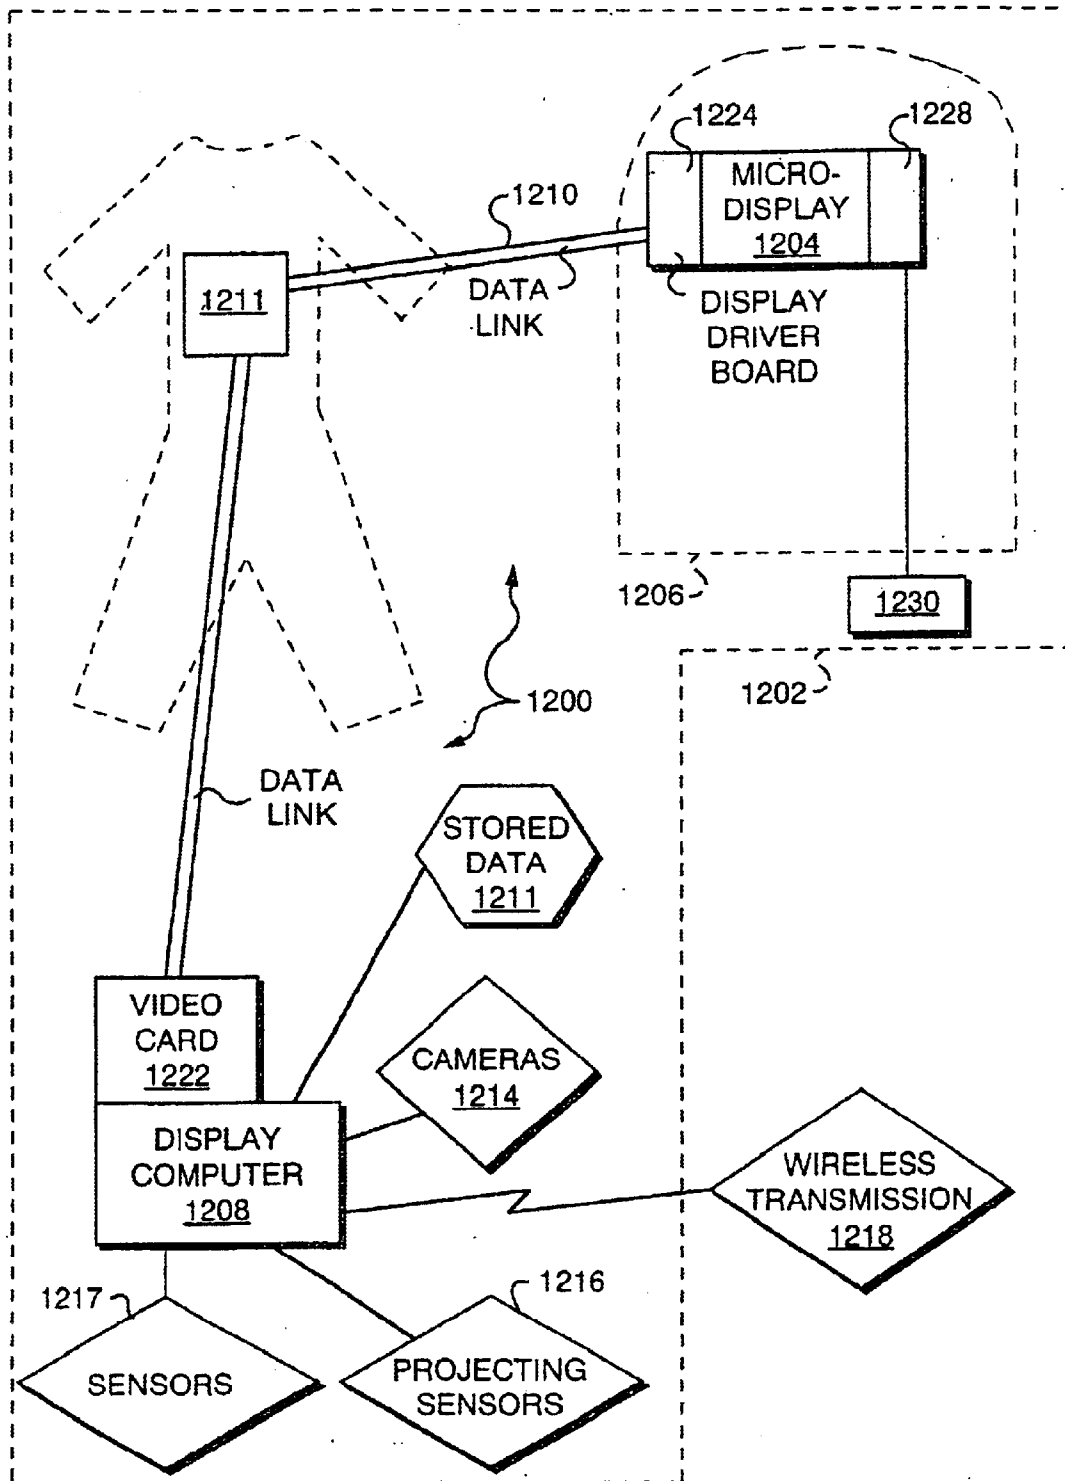 1224
1228
MICRO-
DISPLAY
1204
1210
1211
DATA
LINK
DISPLAY
DRIVER
BOARD
1206
1230
1202
1200
DATA
LINK
STORED
DATA
1211
VIDEO
CARD
1222
CAMERAS
1214
DISPLAY
COMPUTER
1208
WIRELESS
TRANSMISSION
1218
1217
1216
SENSORS
PROJECTING
SENSORS